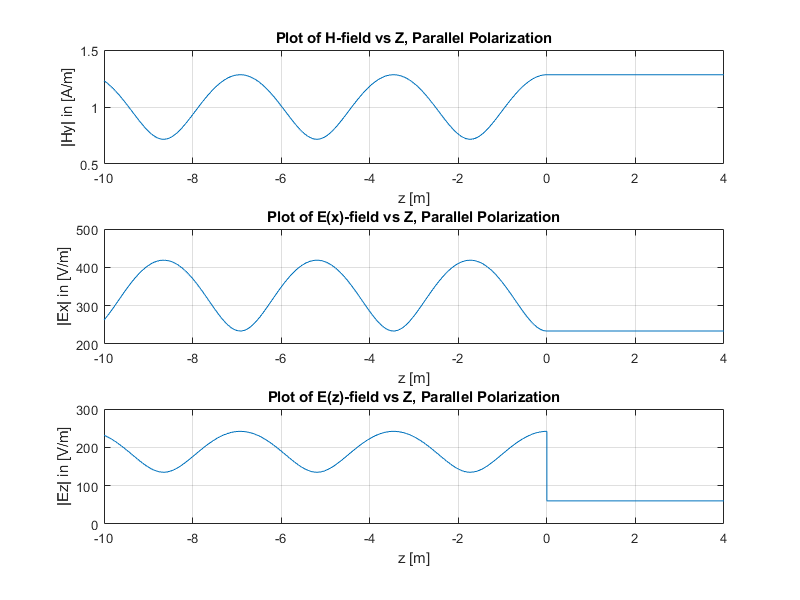 Plot of H-field vs Z, Parallel Polarization
|Hy| in [A/m]
1.5
1
0.5
-10 -8 -6 -4 -2 0 2 4
z [m]
Plot of E(x)-field vs Z, Parallel Polarization
|Ex| in [V/m]
500
400
300
200
-10 -8 -6 -4 -2 0 2 4
z [m]
Plot of E(z)-field vs Z, Parallel Polarization
|Ez| in [V/m]
300
200
100
0
-10 -8 -6 -4 -2 0 2 4
z [m]